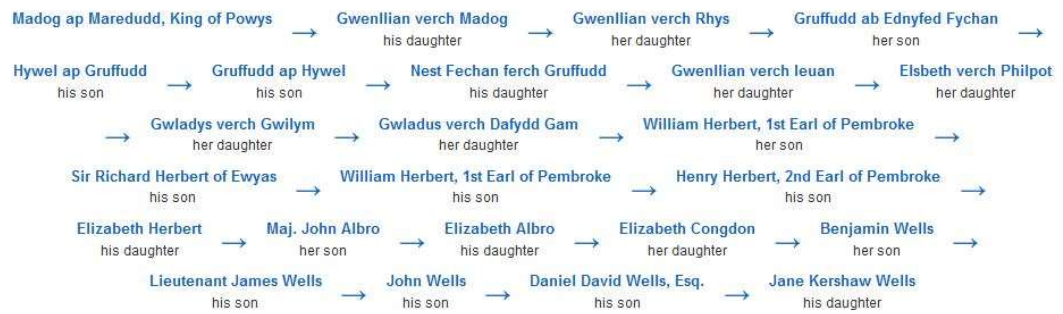 Madog ap Maredudd, King of Powys → Gwenllian verch Madog → Gwenllian verch Rhys → Gruffudd ab Ednyfed Fychan →
his daughter her daughter her son
Hywel ap Gruffudd → Gruffudd ap Hywel → Nest Fechan ferch Gruffudd → Gwenllian verch Ieuan → Elsbeth verch Philpot
his son his son his daughter her daughter her daughter
→ Gwladys verch Gwilym → Gwladus verch Dafydd Gam → William Herbert, 1st Earl of Pembroke →
her daughter her daughter her son
Sir Richard Herbert of Ewyas → William Herbert, 1st Earl of Pembroke → Henry Herbert, 2nd Earl of Pembroke →
his son his son his son
Elizabeth Herbert → Maj. John Albro → Elizabeth Albro → Elizabeth Congdon → Benjamin Wells →
his daughter her son his daughter her daughter her son
Lieutenant James Wells → John Wells → Daniel David Wells, Esq. → Jane Kershaw Wells
his son his son his son his daughter